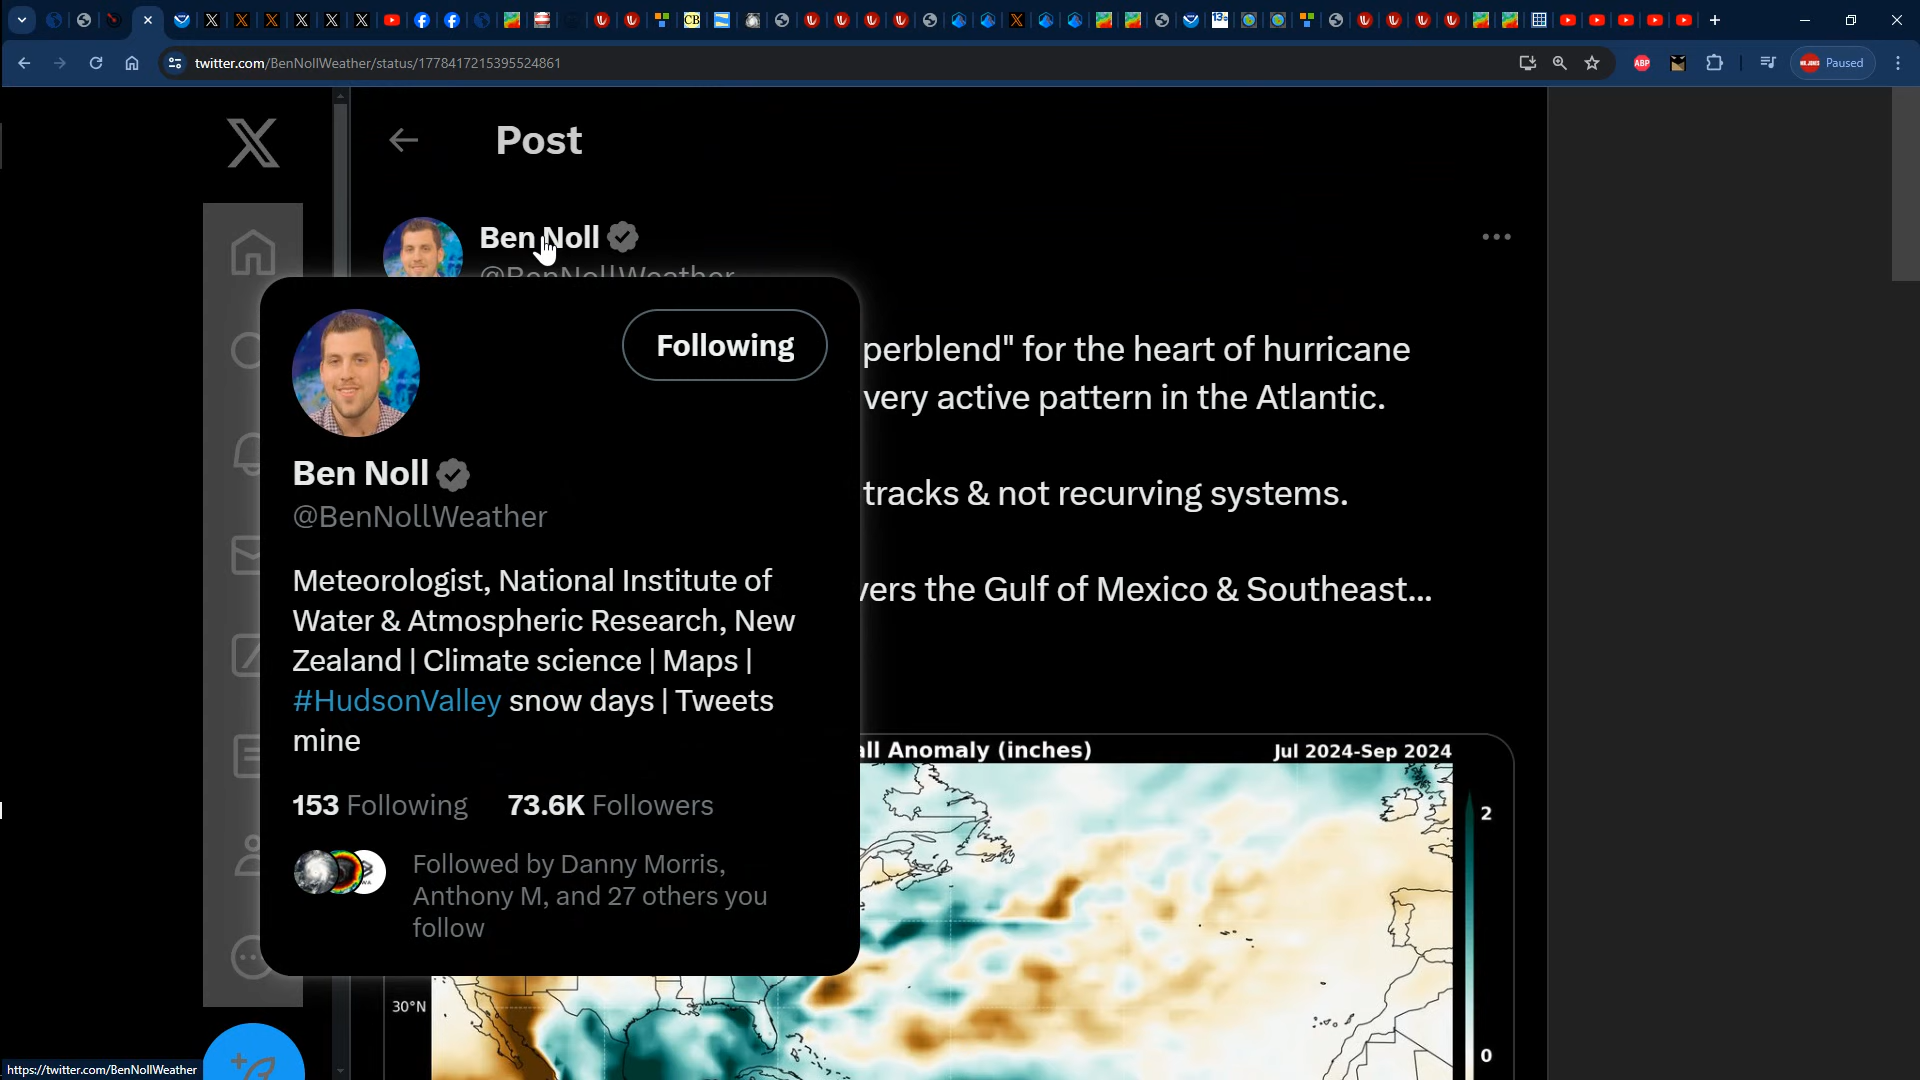 Paused
twitter.com/BenNollWeather/status/1778417215395524861
Post
Ben Noll
@BenNollWeather
perblend" for the heart of hurricane
very active pattern in the Atlantic.
tracks & not recurving systems.
vers the Gulf of Mexico & Southeast...
Following
Ben Noll
@BenNollWeather
Meteorologist, National Institute of
Water & Atmospheric Research, New
Zealand | Climate science | Maps |
#HudsonValley snow days | Tweets
mine
153 Following 73.6K Followers
Followed by Danny Morris,
Anthony M, and 27 others you
follow
all Anomaly (inches) Jul 2024-Sep 2024
2
30°N
0
https://twitter.com/BenNollWeather